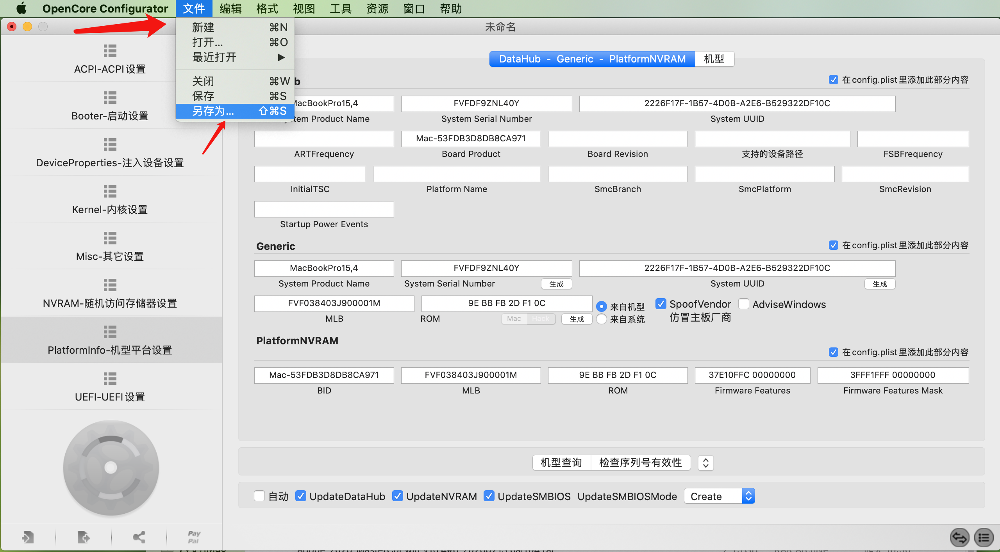 OpenCore Configurator 文件 编辑 格式 视图 工具 资源 窗口 帮助
未命名
新建 ⌘N
打开... ⌘O
最近打开 ▶
关闭 ⌘W
保存 ⌘S
另存为... ⇧⌘S
ACPI-ACPI设置
Booter-启动设置
DeviceProperties-注入设备设置
Kernel-内核设置
Misc-其它设置
NVRAM-随机访问存储器设置
PlatformInfo-机型平台设置
UEFI-UEFI设置
Pay
Pal
DataHub - Generic - PlatformNVRAM 机型
b 在config.plist里添加此部分内容
MacBookPro15,4 FVFDF9ZNL40Y 2226F17F-1B57-4D0B-A2E6-B529322DF10C
tem Product Name System Serial Number System UUID
Mac-53FDB3D8DB8CA971
ARTFrequency Board Product Board Revision 支持的设备路径 FSBFrequency
InitialTSC Platform Name SmcBranch SmcPlatform SmcRevision
Startup Power Events
Generic 在config.plist里添加此部分内容
MacBookPro15,4 FVFDF9ZNL40Y 2226F17F-1B57-4D0B-A2E6-B529322DF10C
System Product Name System Serial Number 生成 System UUID 生成
FVF038403J900001M 9E BB FB 2D F1 0C 来自机型 SpoofVendor AdviseWindows
MLB ROM Mac Hack 生成 来自系统 仿冒主板厂商
PlatformNVRAM
在config.plist里添加此部分内容
Mac-53FDB3D8DB8CA971 FVF038403J900001M 9E BB FB 2D F1 0C 37E10FFC 00000000 3FFF1FFF 00000000
BID MLB ROM Firmware Features Firmware Features Mask
机型查询 检查序列号有效性
自动 UpdateDataHub UpdateNVRAM UpdateSMBIOS UpdateSMBIOSMode Create